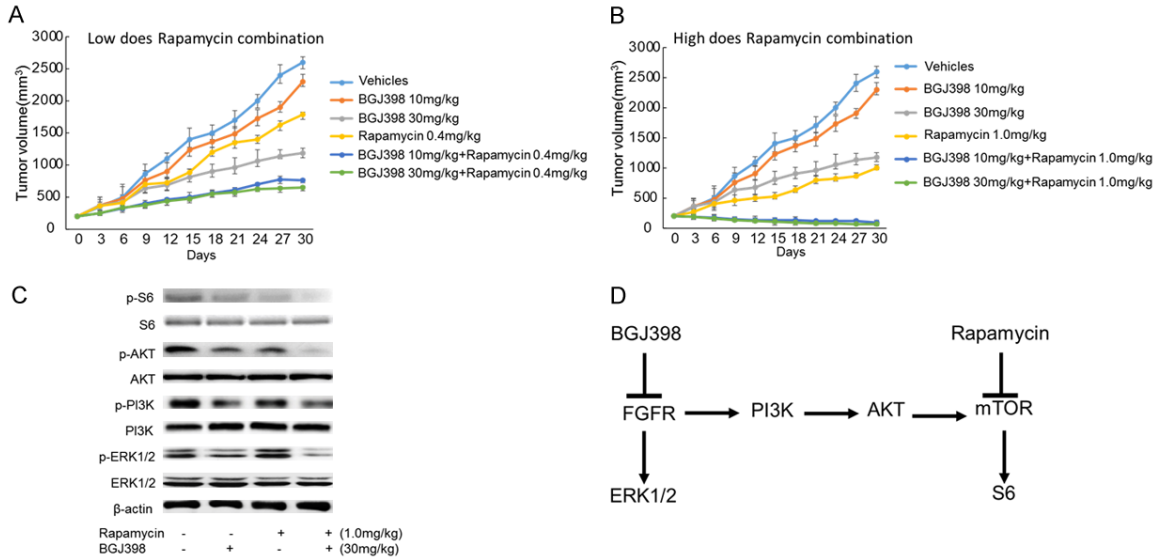 A
Low does Rapamycin combination
Tumor volume(mm³)
3000
2500
2000
1500
1000
500
0
0 3 6 9 12 15 18 21 24 27 30
Days
Vehicles
BGJ398 10mg/kg
BGJ398 30mg/kg
Rapamycin 0.4mg/kg
BGJ398 10mg/kg+Rapamycin 0.4mg/kg
BGJ398 30mg/kg+Rapamycin 0.4mg/kg
B
High does Rapamycin combination
Tumor volume(mm³)
3000
2500
2000
1500
1000
500
0
0 3 6 9 12 15 18 21 24 27 30
Days
Vehicles
BGJ398 10mg/kg
BGJ398 30mg/kg
Rapamycin 1.0mg/kg
BGJ398 10mg/kg+Rapamycin 1.0mg/kg
BGJ398 30mg/kg+Rapamycin 1.0mg/kg
C
p-S6
S6
p-AKT
AKT
p-PI3K
PI3K
p-ERK1/2
ERK1/2
β-actin
Rapamycin - - + + (1.0mg/kg)
BGJ398 - + - + (30mg/kg)
D
BGJ398 Rapamycin
FGFR PI3K AKT mTOR
ERK1/2 S6